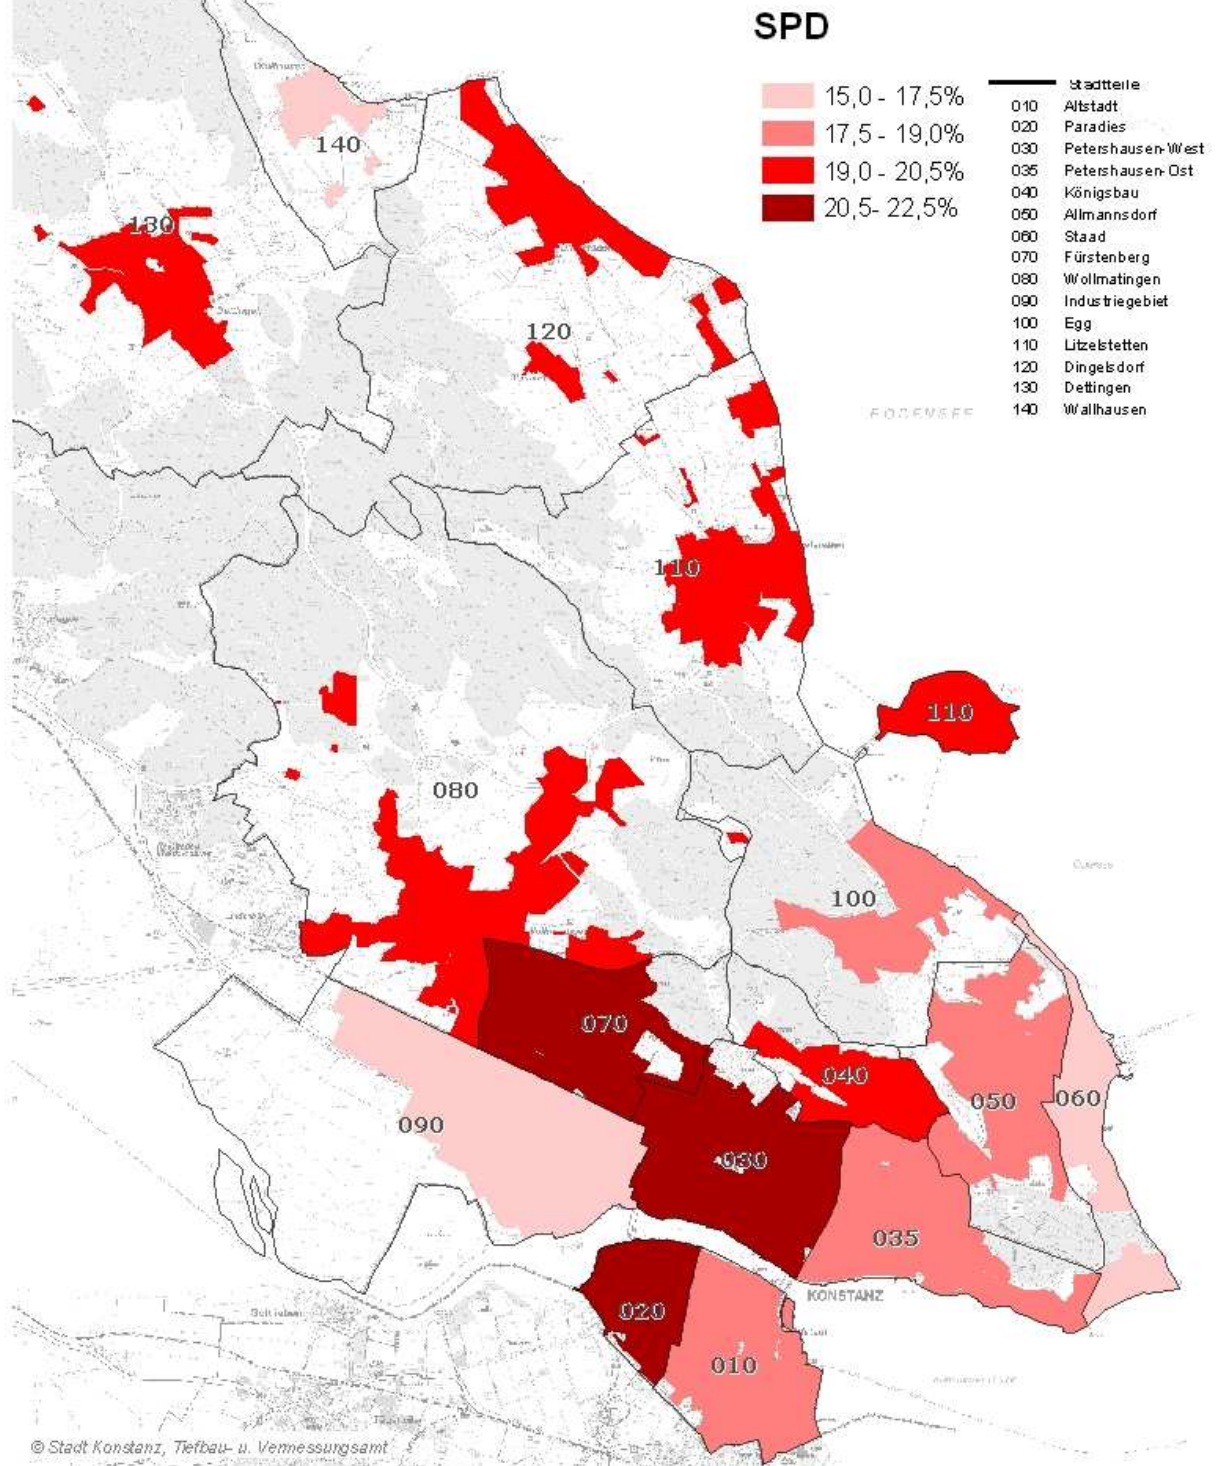 SPD
15,0 - 17,5%
17,5 - 19,0%
19,0 - 20,5%
20,5- 22,5%
Stadtteile
010 Altstadt
020 Paradies
030 Petershausen-West
035 Petershausen-Ost
040 Königsbau
050 Allmannsdorf
060 Staad
070 Fürstenberg
080 Wollmatingen
090 Industriegebiet
100 Egg
110 Litzelstetten
120 Dingelsdorf
130 Dettingen
140 Wallhausen
140
130
120
BODENSEE
110
110
080
100
070
040
050
060
090
030
035
KONSTANZ
020
010
© Stadt Konstanz, Tiefbau- u. Vermessungsamt